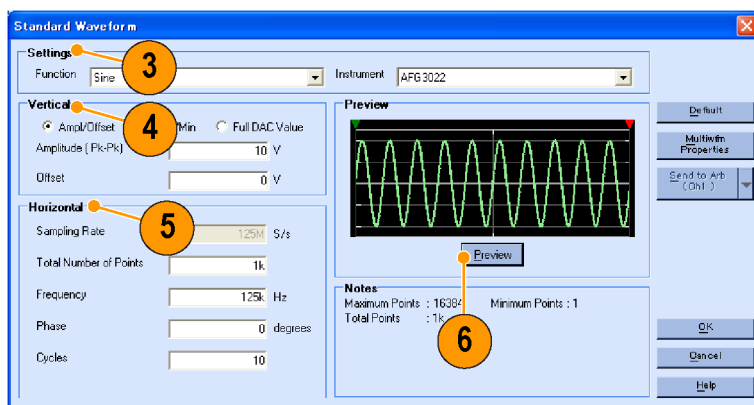 Standard Waveform
Settings
3
Function Sine Instrument AFG3022
Vertical
4
Ampl/Offset /Min Full DAC Value
Amplitude ( Pk-Pk) 10 V
Offset 0 V
Horizontal
5
Sampling Rate 125M S/s
Total Number of Points 1k
Frequency 125k Hz
Phase 0 degrees
Cycles 10
Preview
Preview
6
Notes
Maximum Points : 16384 Minimum Points : 1
Total Points : 1k
Default
Multiwfm
Properties
Send to Arb
(Ch1 )
OK
Cancel
Help